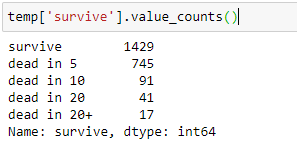 temp['survive'].value_counts()
survive 1429
dead in 5 745
dead in 10 91
dead in 20 41
dead in 20+ 17
Name: survive, dtype: int64